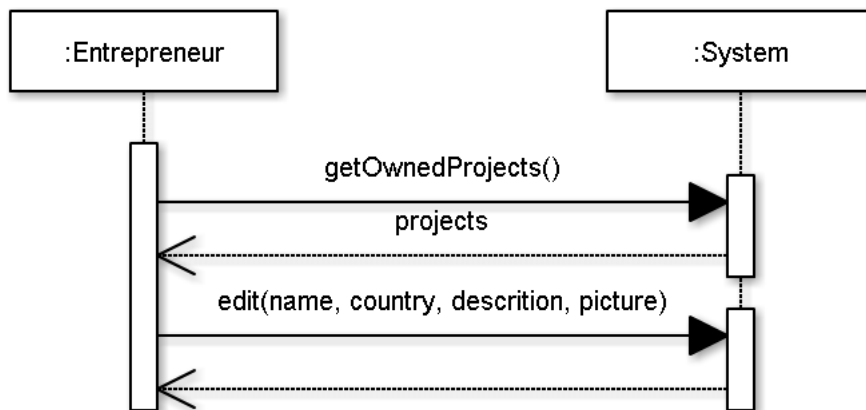 :Entrepreneur
:System
getOwnedProjects()
projects
edit(name, country, descrition, picture)